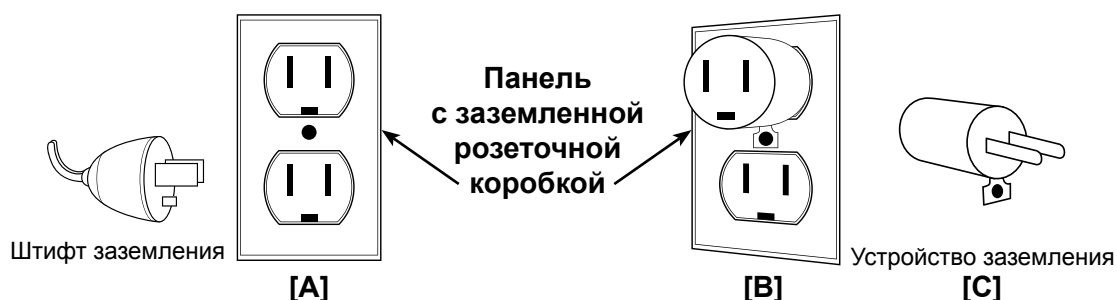 Панель
с заземленной
розеточной
коробкой
Штифт заземления
Устройство заземления
[A]
[B]
[C]